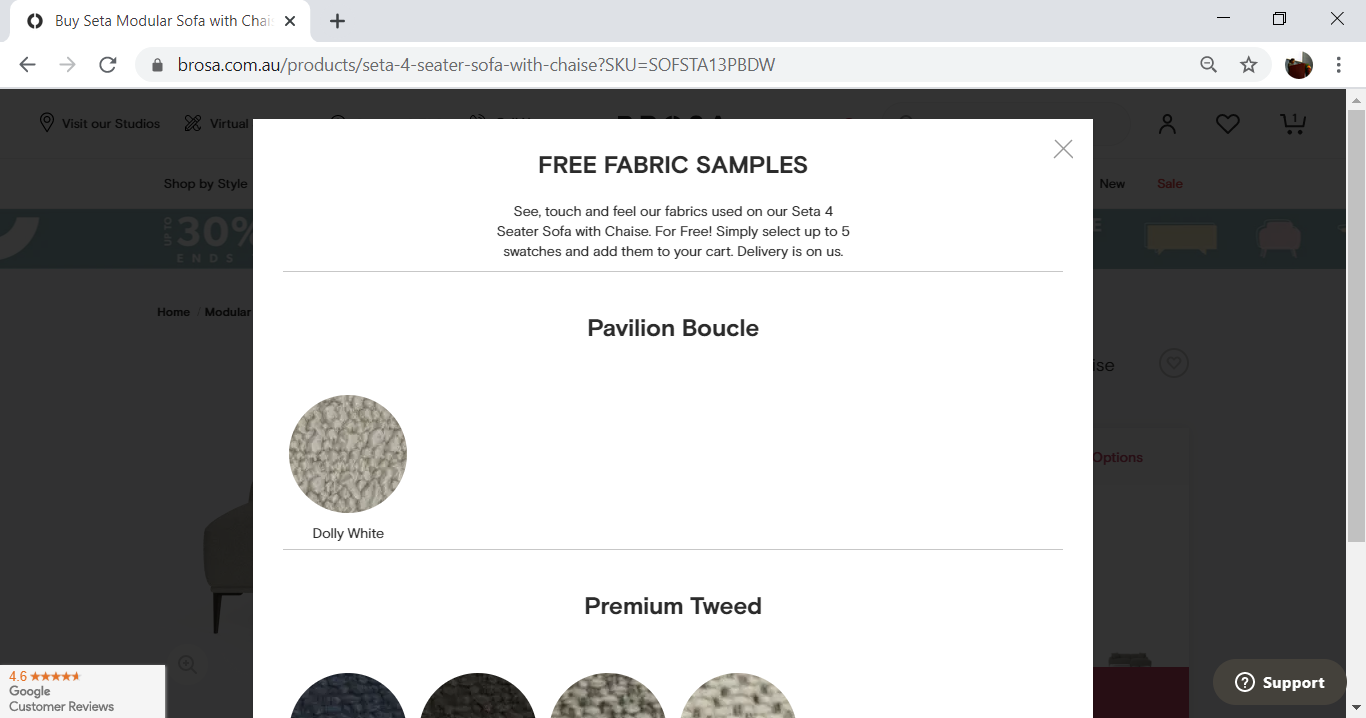 Buy Seta Modular Sofa with Chai
brosa.com.au/products/seta-4-seater-sofa-with-chaise?SKU=SOFSTA13PBDW
Visit our Studios
Virtual
1
Shop by Style
New
Sale
UP TO
30%
ENDS
Home / Modular
FREE FABRIC SAMPLES
See, touch and feel our fabrics used on our Seta 4
Seater Sofa with Chaise. For Free! Simply select up to 5
swatches and add them to your cart. Delivery is on us.
Pavilion Boucle
Dolly White
Premium Tweed
Options
4.6
Google
Customer Reviews
Support